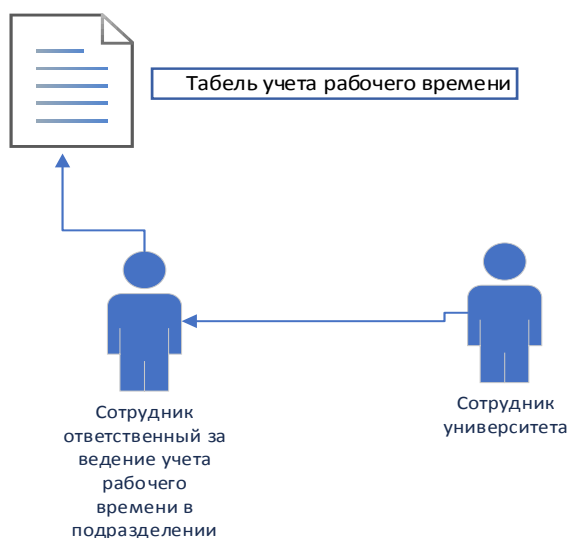 Табель учета рабочего времени
Сотрудник
ответственный за
ведение учета
рабочего
времени в
подразделении
Сотрудник
университета